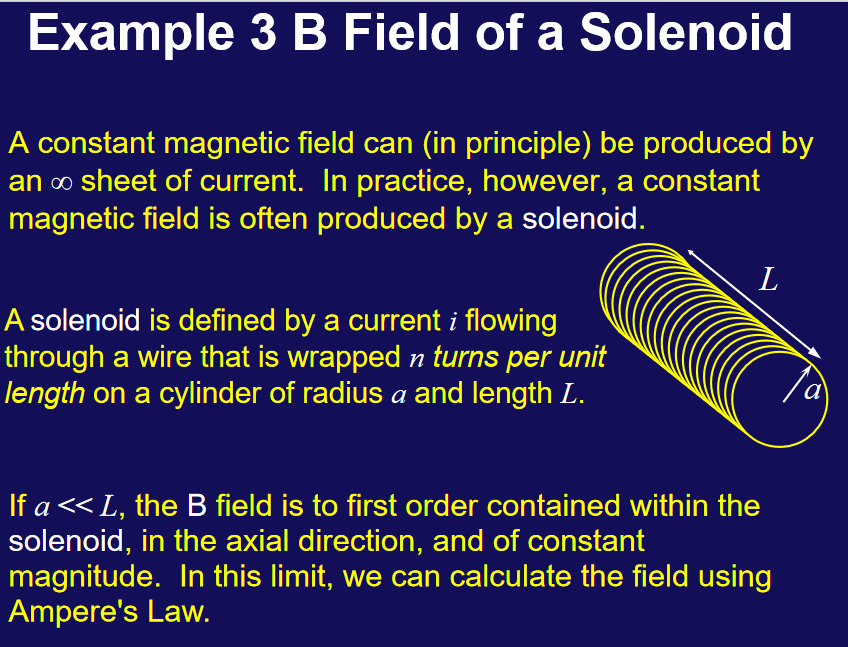 Example 3 B Field of a Solenoid
A constant magnetic field can (in principle) be produced by
an ∞ sheet of current. In practice, however, a constant
magnetic field is often produced by a solenoid.
L
A solenoid is defined by a current i flowing
through a wire that is wrapped n turns per unit
length on a cylinder of radius a and length L.
a
If a << L, the B field is to first order contained within the
solenoid, in the axial direction, and of constant
magnitude. In this limit, we can calculate the field using
Ampere's Law.